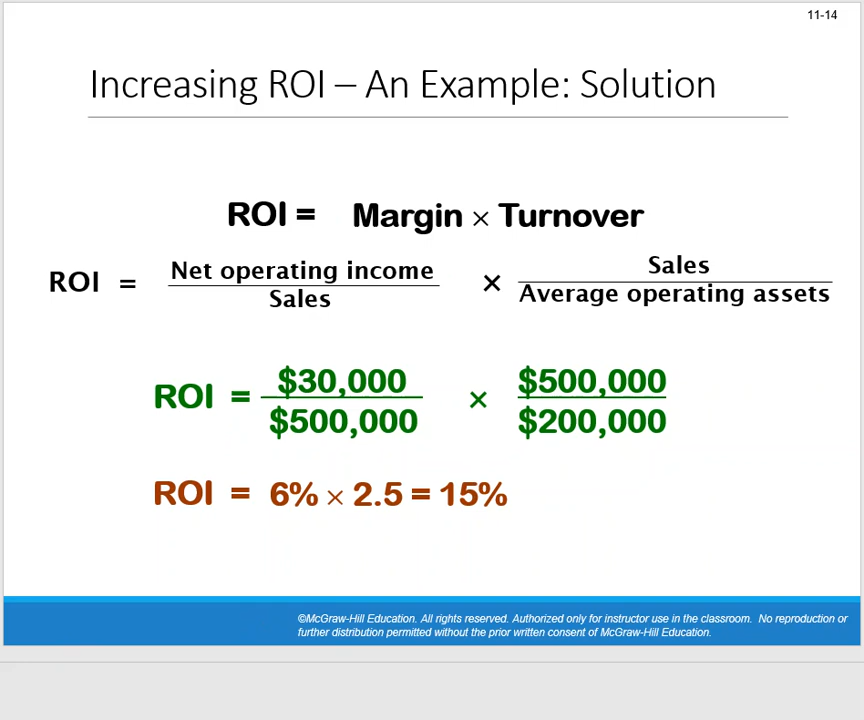 11-14
Increasing ROI – An Example: Solution
ROI = Margin × Turnover
ROI = Net operating income / Sales × Sales / Average operating assets
ROI = $30,000 / $500,000 × $500,000 / $200,000
ROI = 6% × 2.5 = 15%
©McGraw-Hill Education. All rights reserved. Authorized only for instructor use in the classroom. No reproduction or
further distribution permitted without the prior written consent of McGraw-Hill Education.